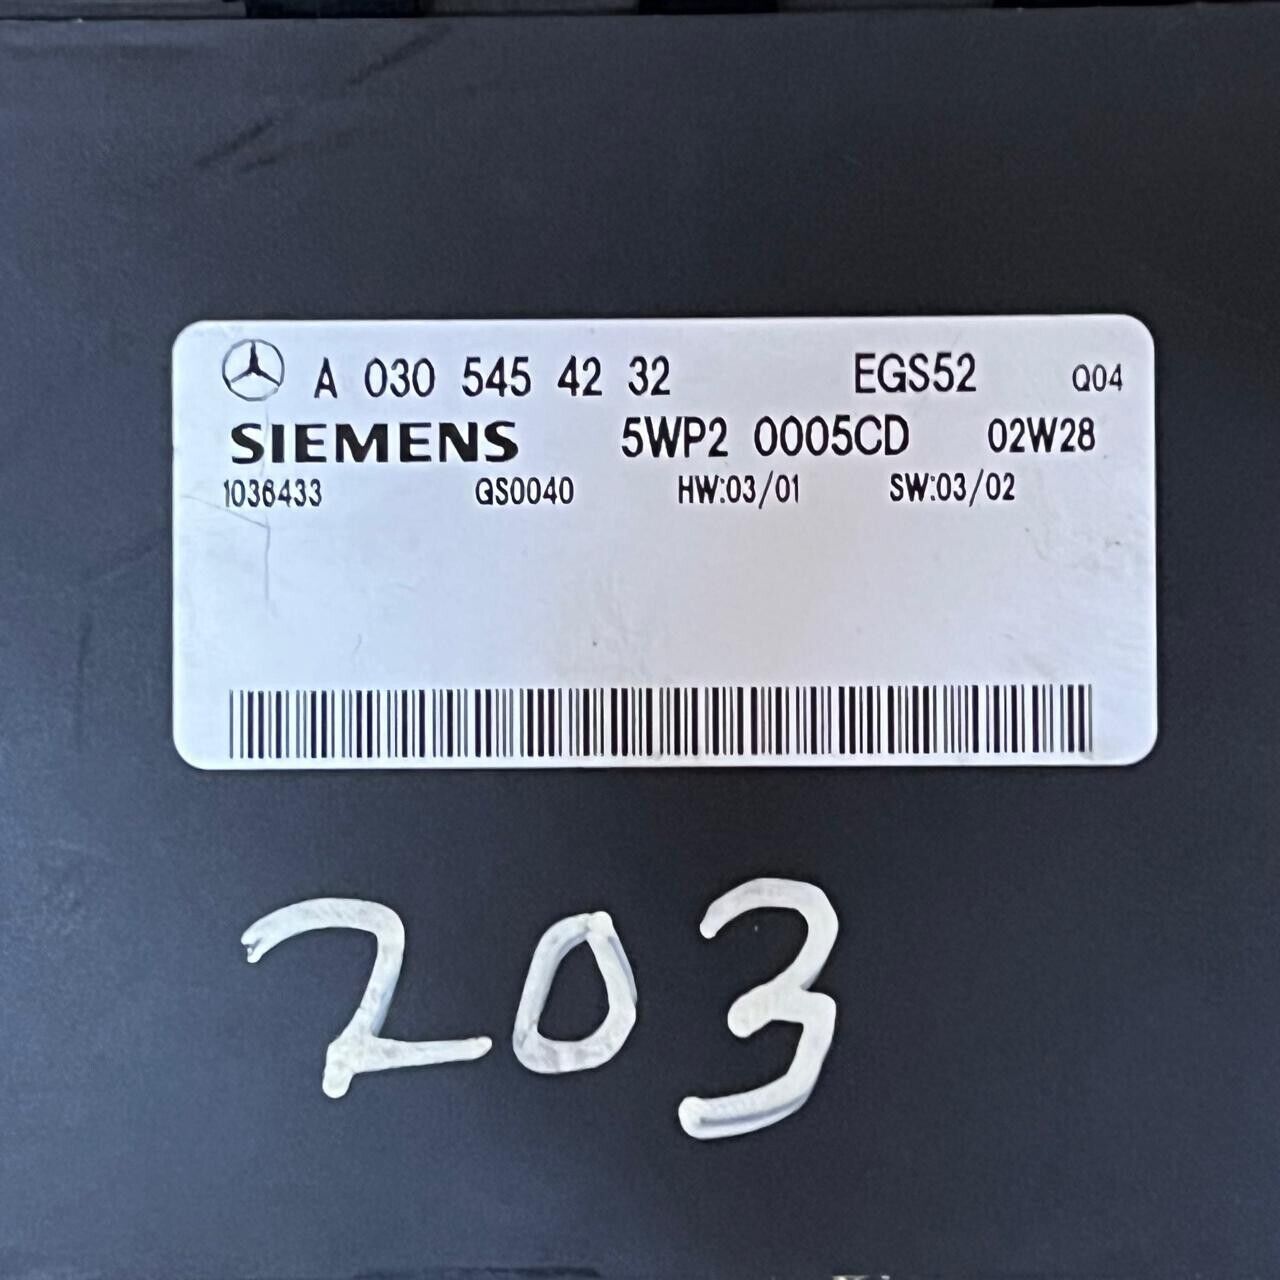 A 030 545 42 32 EGS52 Q04
SIEMENS 5WP2 0005CD 02W28
1036433 QS0040 HW:03/01 SW:03/02
203